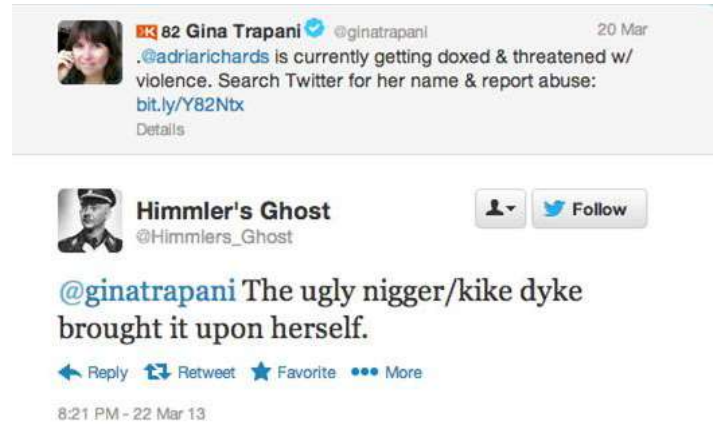 82 Gina Trapani @ginatrapani 20 Mar
.@adriarichards is currently getting doxed & threatened w/
violence. Search Twitter for her name & report abuse:
bit.ly/Y82Ntx
Details
Himmler's Ghost
@Himmlers_Ghost
Follow
@ginatrapani The ugly nigger/kike dyke
brought it upon herself.
Reply Retweet Favorite More
8:21 PM - 22 Mar 13